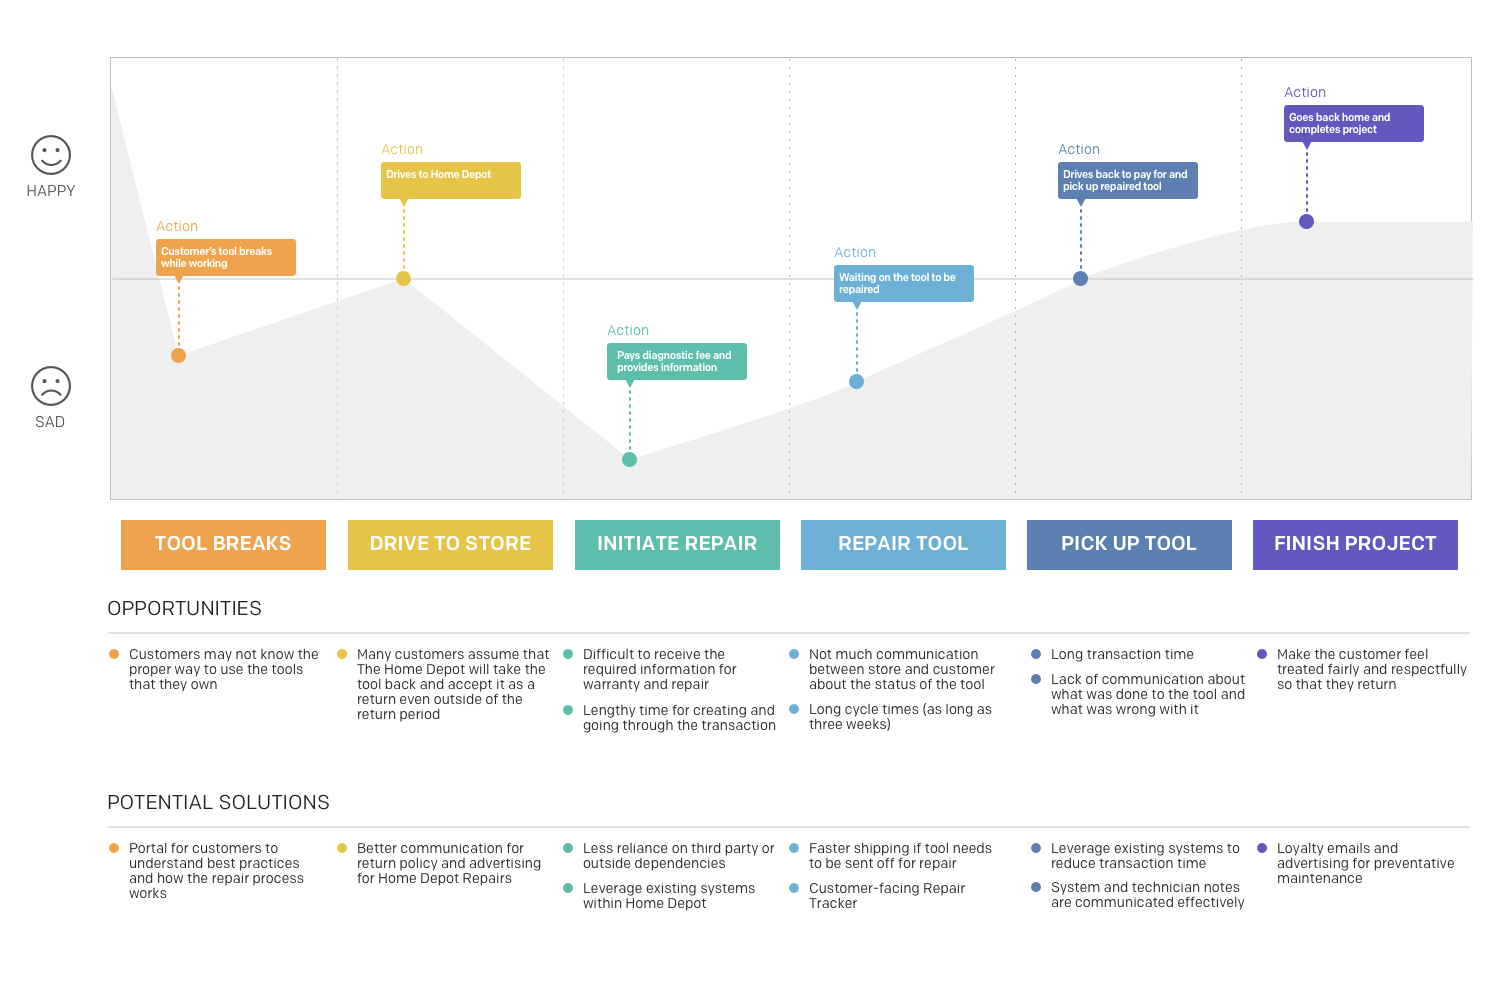 HAPPY
SAD
Action
Customer's tool breaks
while working
Action
Drives to Home Depot
Action
Pays diagnostic fee and
provides information
Action
Waiting on the tool to be
repaired
Action
Drives back to pay for and
pick up repaired tool
Action
Goes back home and
completes project
TOOL BREAKS
DRIVE TO STORE
INITIATE REPAIR
REPAIR TOOL
PICK UP TOOL
FINISH PROJECT
OPPORTUNITIES
Customers may not know the
proper way to use the tools
that they own
Many customers assume that
The Home Depot will take the
tool back and accept it as a
return even outside of the
return period
Difficult to receive the
required information for
warranty and repair
Lengthy time for creating and
going through the transaction
Not much communication
between store and customer
about the status of the tool
Long cycle times (as long as
three weeks)
Long transaction time
Lack of communication about
what was done to the tool and
what was wrong with it
Make the customer feel
treated fairly and respectfully
so that they return
POTENTIAL SOLUTIONS
Portal for customers to
understand best practices
and how the repair process
works
Better communication for
return policy and advertising
for Home Depot Repairs
Less reliance on third party or
outside dependencies
Leverage existing systems
within Home Depot
Faster shipping if tool needs
to be sent off for repair
Customer-facing Repair
Tracker
Leverage existing systems to
reduce transaction time
System and technician notes
are communicated effectively
Loyalty emails and
advertising for preventative
maintenance